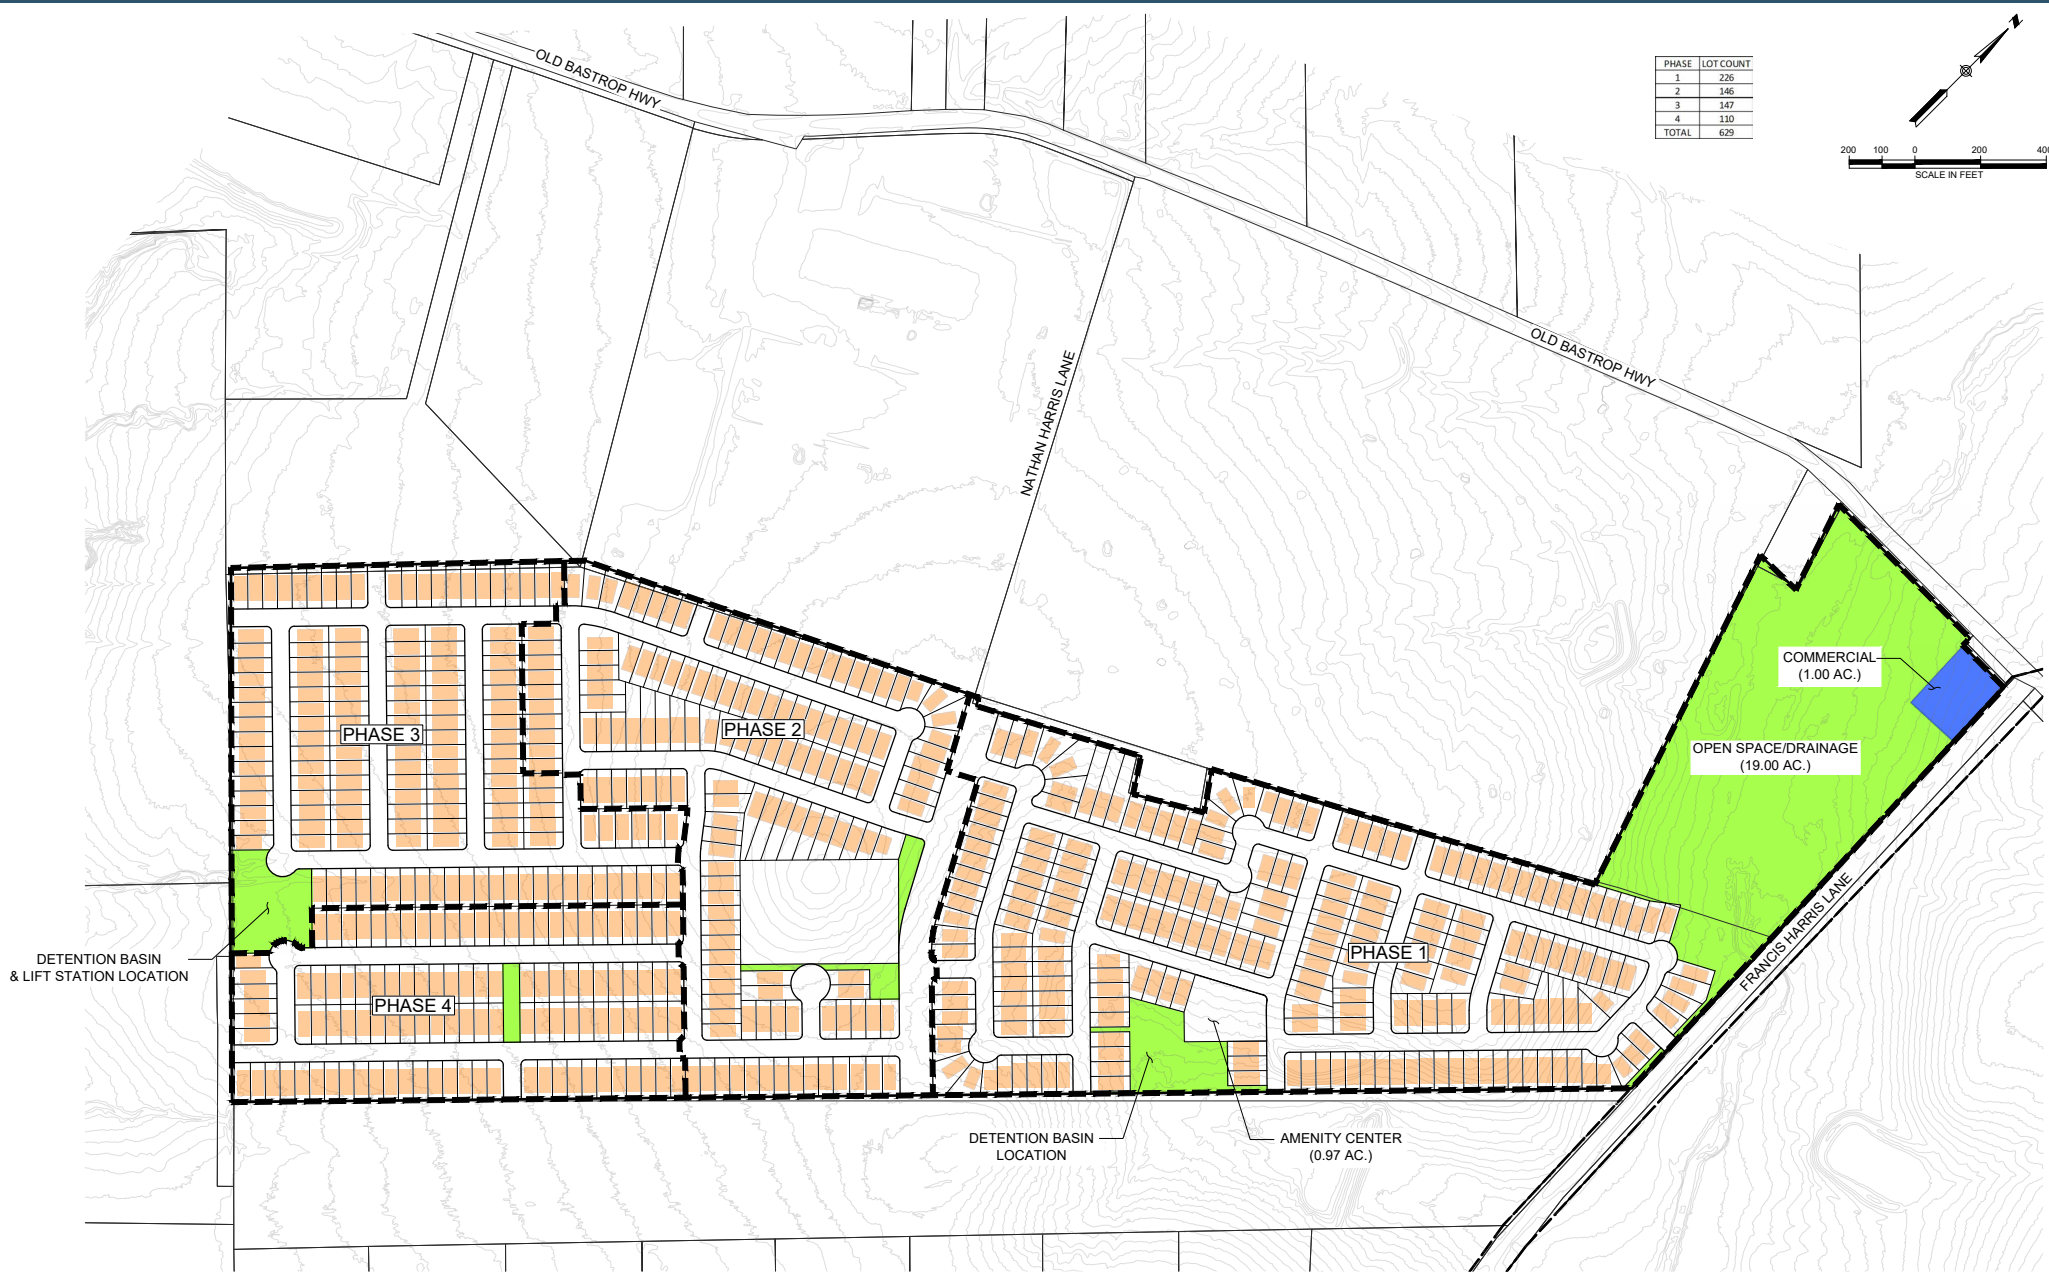 OLD BASTROP HWY
PHASE LOT COUNT
1 226
2 146
3 147
4 110
TOTAL 629
N
200 100 0 200 400
SCALE IN FEET
NATHAN HARRIS LANE
OLD BASTROP HWY
COMMERCIAL
(1.00 AC.)
OPEN SPACE/DRAINAGE
(19.00 AC.)
PHASE 3
PHASE 2
FRANCIS HARRIS LANE
PHASE 1
DETENTION BASIN
& LIFT STATION LOCATION
PHASE 4
DETENTION BASIN
LOCATION
AMENITY CENTER
(0.97 AC.)